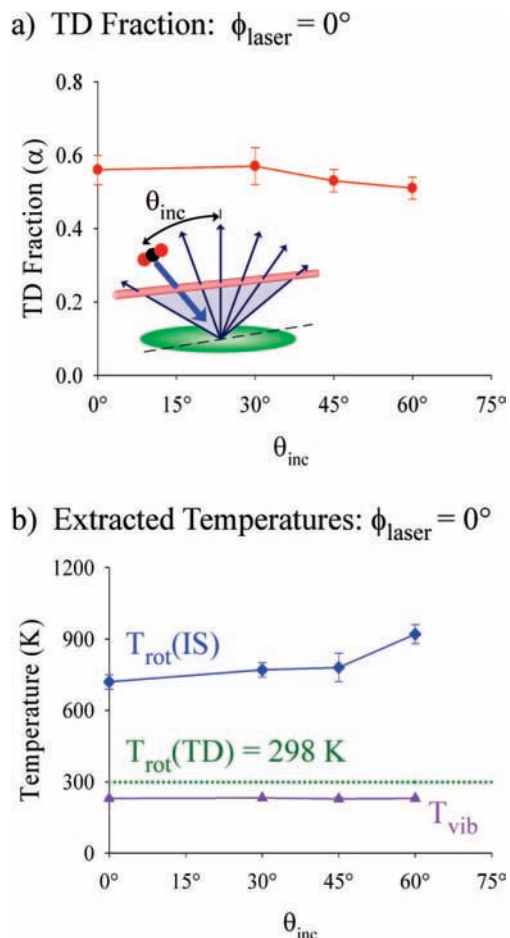 a) TD Fraction: ϕlaser = 0°
0.8
0.6
0.4
0.2
0.0
TD Fraction (α)
θinc
0° 15° 30° 45° 60° 75°
θinc
b) Extracted Temperatures: ϕlaser = 0°
1200
900
600
300
0
Temperature (K)
Trot(IS)
Trot(TD) = 298 K
Tvib
0° 15° 30° 45° 60° 75°
θinc